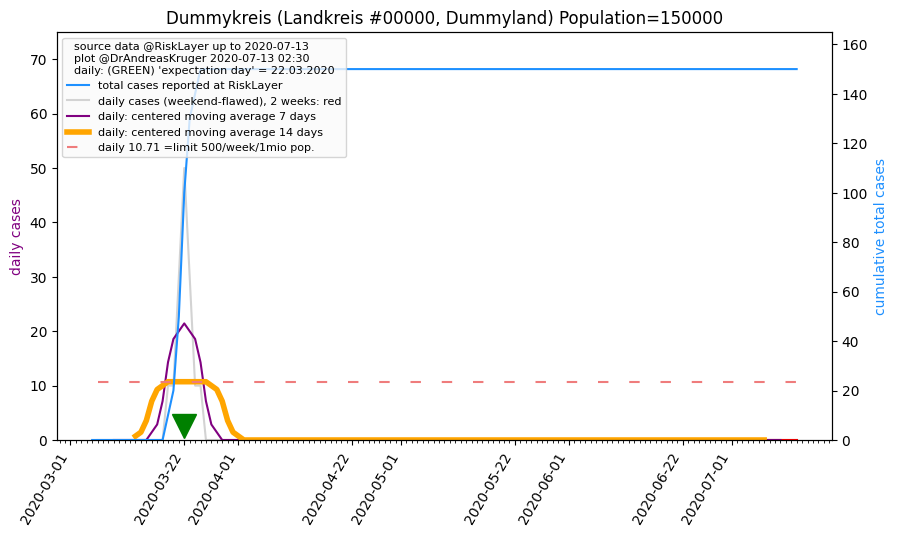 Dummykreis (Landkreis #00000, Dummyland) Population=150000
source data @RiskLayer up to 2020-07-13
plot @DrAndreasKruger 2020-07-13 02:30
daily: (GREEN) 'expectation day' = 22.03.2020
total cases reported at RiskLayer
daily cases (weekend-flawed), 2 weeks: red
daily: centered moving average 7 days
daily: centered moving average 14 days
daily 10.71 =limit 500/week/1mio pop.
daily cases
70
60
50
40
30
20
10
0
160
140
120
100
80
60
40
20
0
cumulative total cases
2020-03-01
2020-03-22
2020-04-01
2020-04-22
2020-05-01
2020-05-22
2020-06-01
2020-06-22
2020-07-01